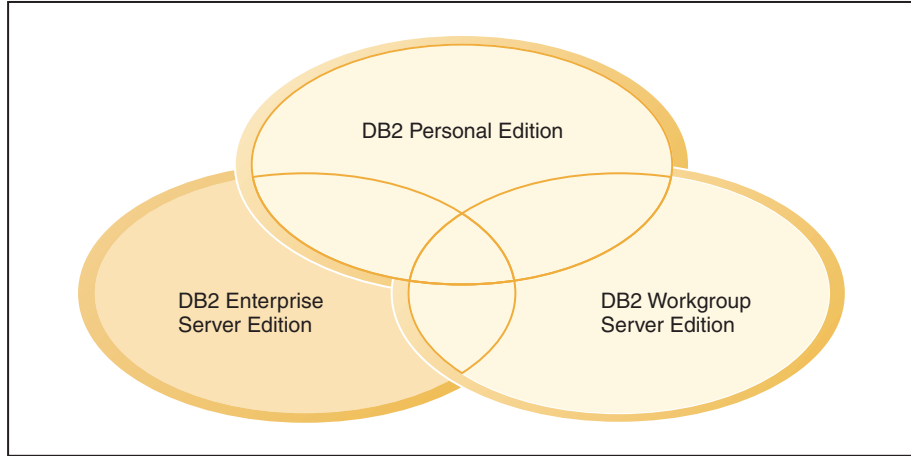 DB2 Personal Edition
DB2 Enterprise
Server Edition
DB2 Workgroup
Server Edition